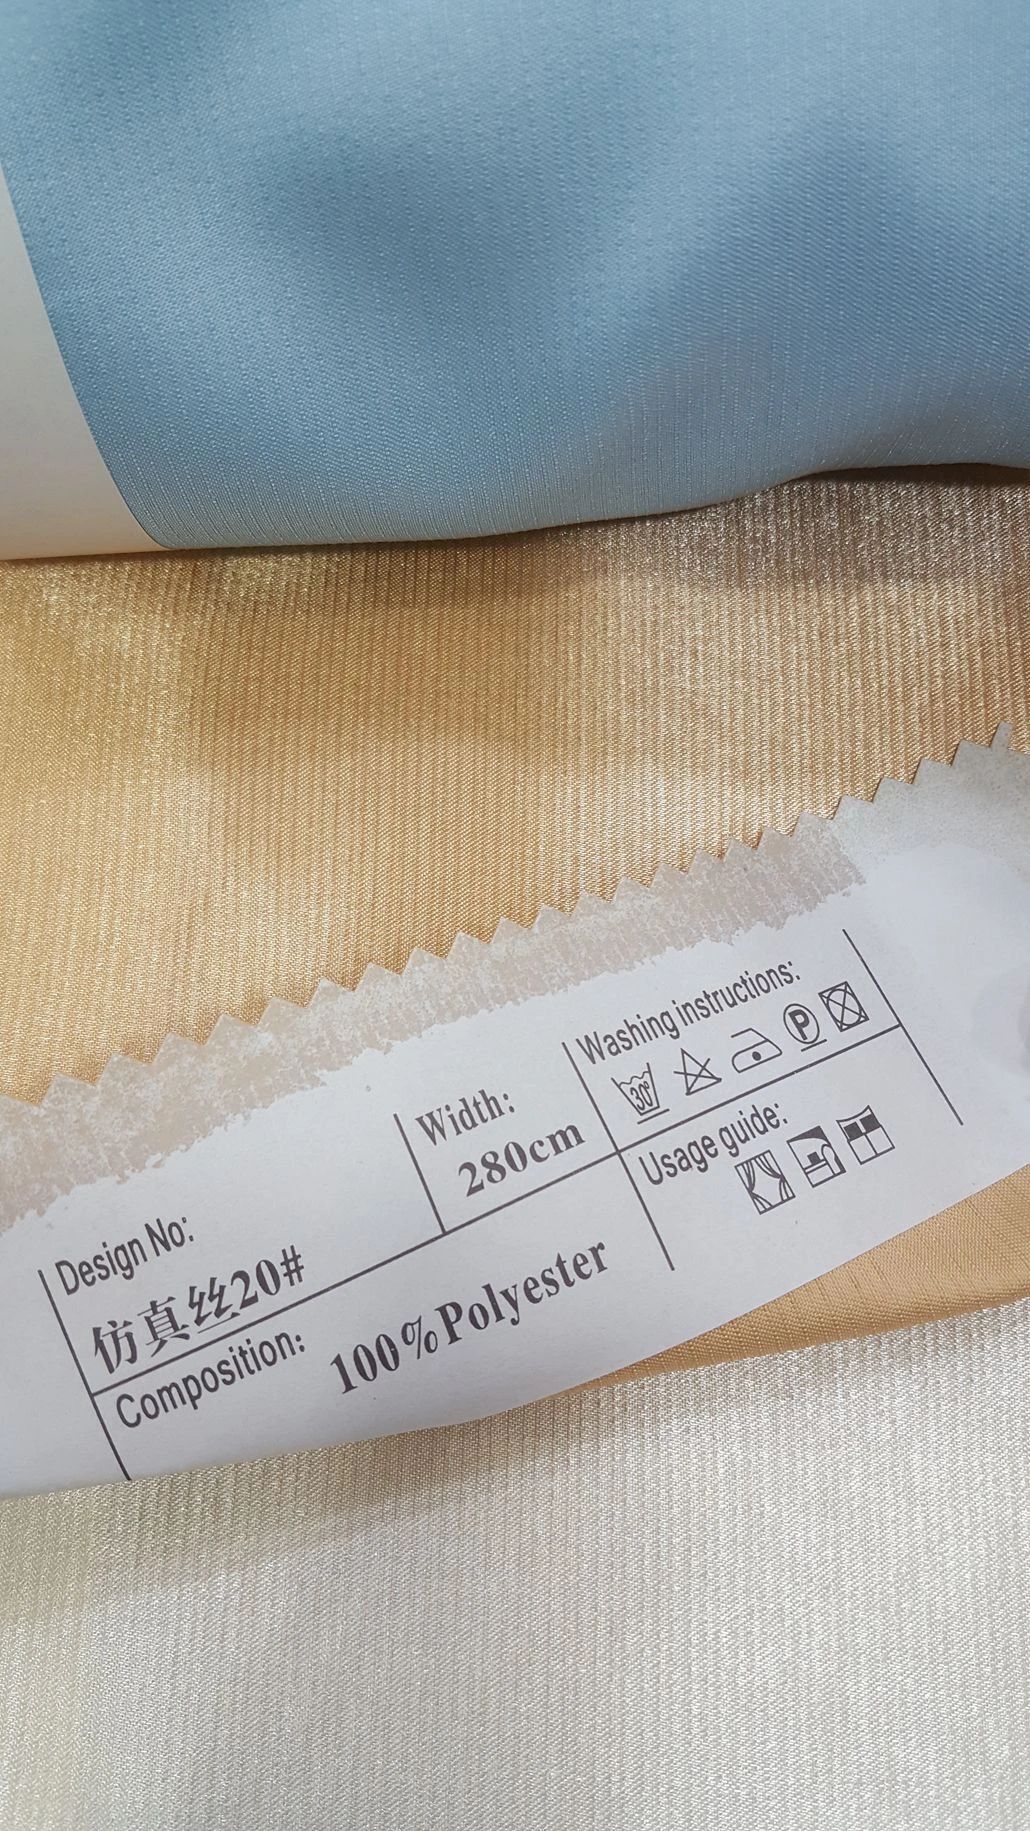 Design No:
仿真丝20#
Width:
280cm
Washing instructions:
30°
P
Usage guide:
Composition:
100%Polyester